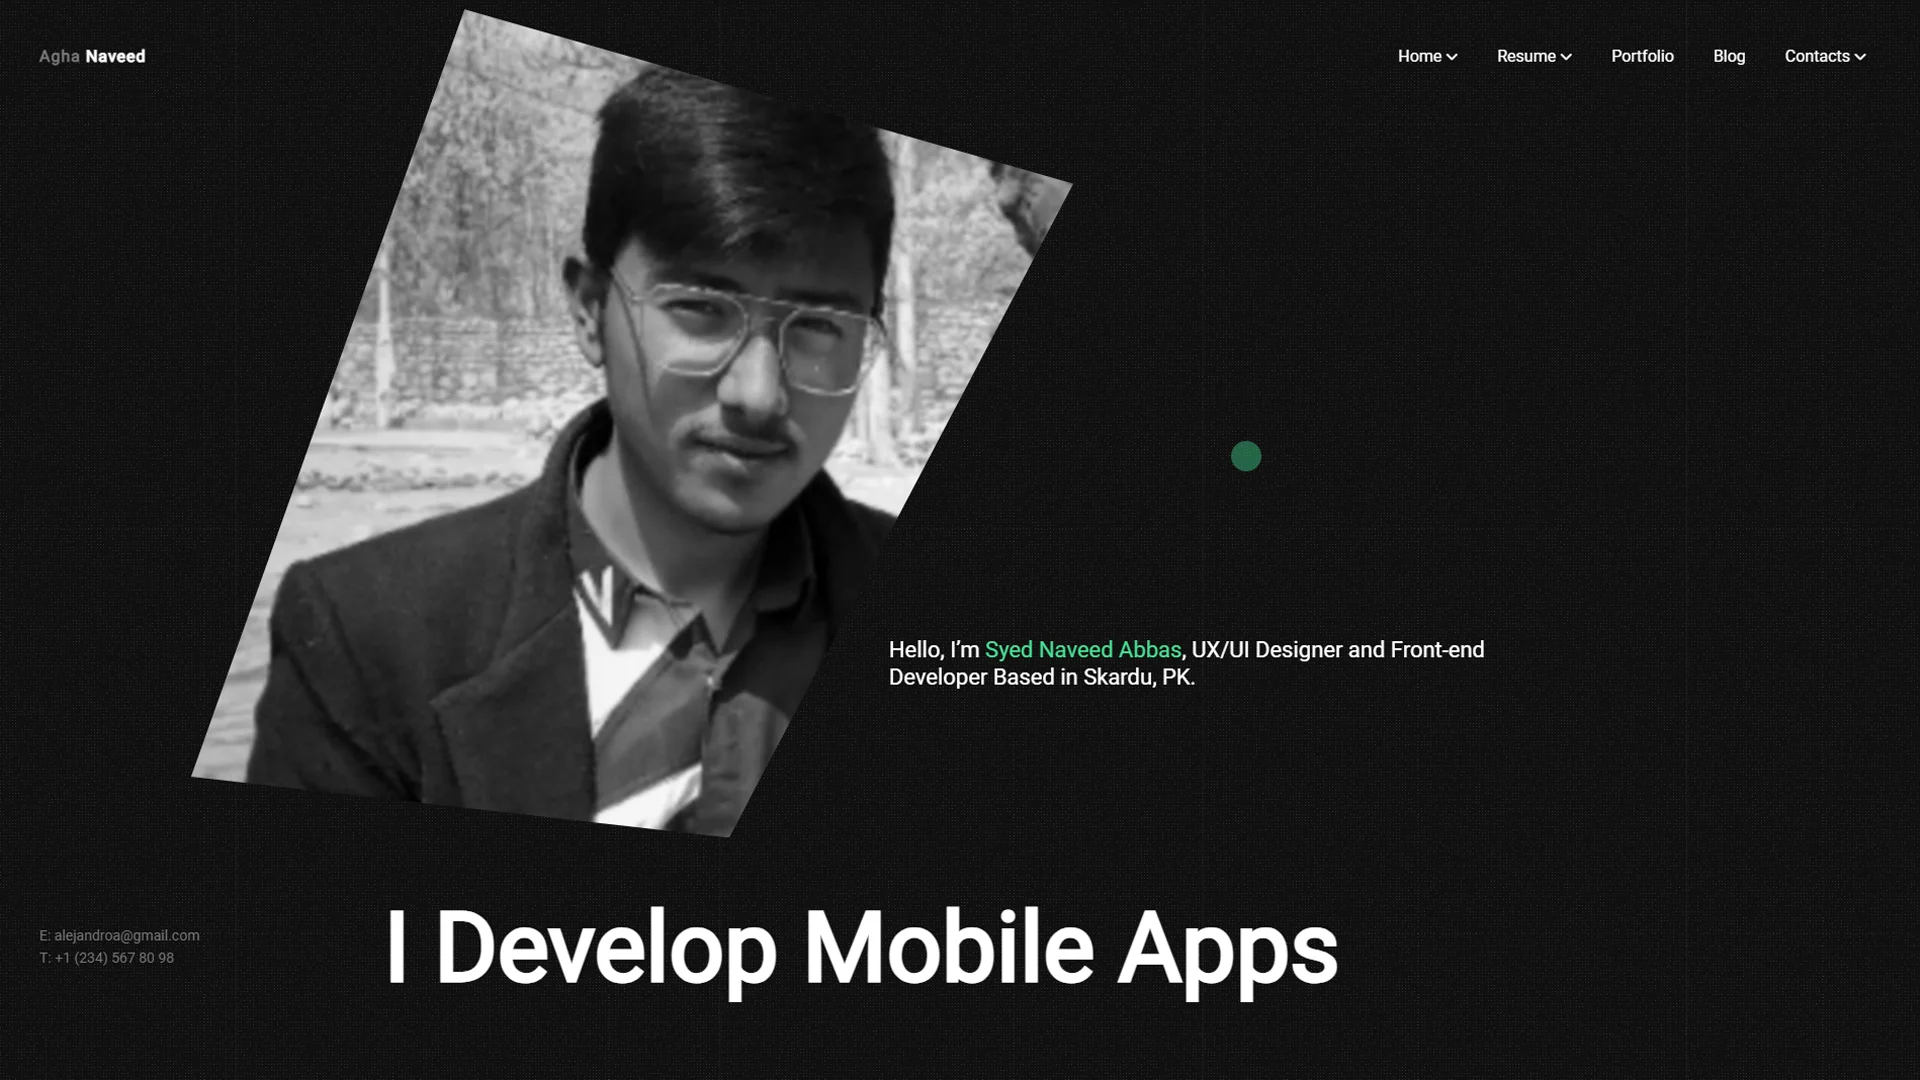 Agha Naveed
Home Resume Portfolio Blog Contacts
Hello, I’m Syed Naveed Abbas, UX/UI Designer and Front-end
Developer Based in Skardu, PK.
I Develop Mobile Apps
E: alejandroa@gmail.com
T: +1 (234) 567 80 98